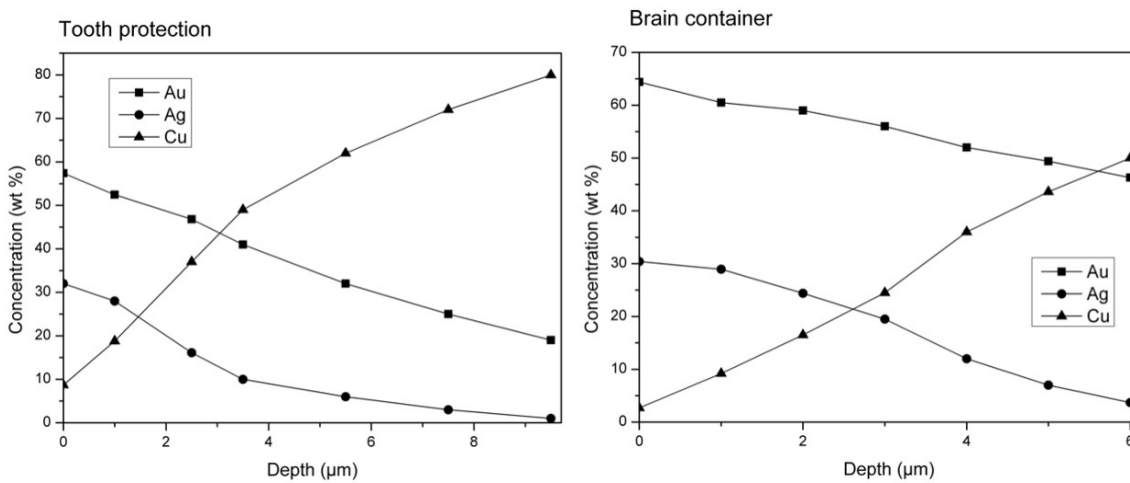 Tooth protection
Au
Ag
Cu
Concentration (wt %)
80
70
60
50
40
30
20
10
0
0
2
4
6
8
Depth (µm)
Brain container
Au
Ag
Cu
Concentration (wt %)
70
60
50
40
30
20
10
0
0
2
4
6
Depth (µm)